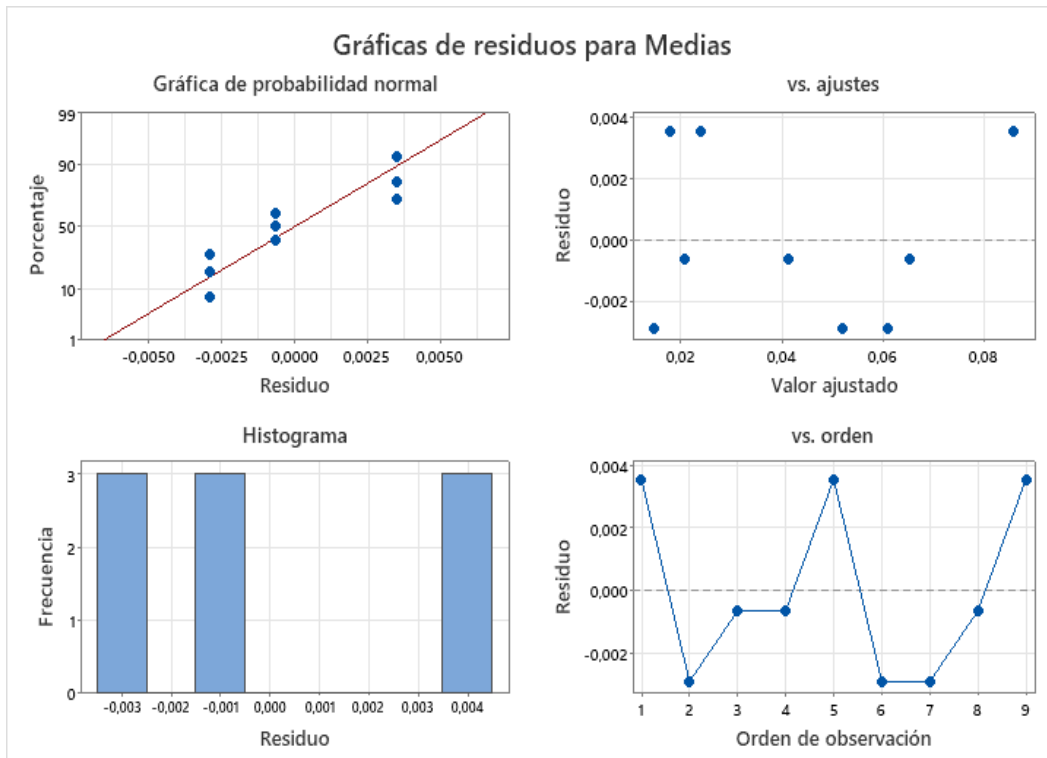 Gráficas de residuos para Medias
Gráfica de probabilidad normal
99
90
50
10
1
Porcentaje
-0,0050 -0,0025 0,0000 0,0025 0,0050
Residuo
vs. ajustes
0,004
0,002
0,000
-0,002
Residuo
0,02 0,04 0,06 0,08
Valor ajustado
Histograma
3
2
1
0
Frecuencia
-0,003 -0,002 -0,001 0,000 0,001 0,002 0,003 0,004
Residuo
vs. orden
0,004
0,002
0,000
-0,002
Residuo
1 2 3 4 5 6 7 8 9
Orden de observación